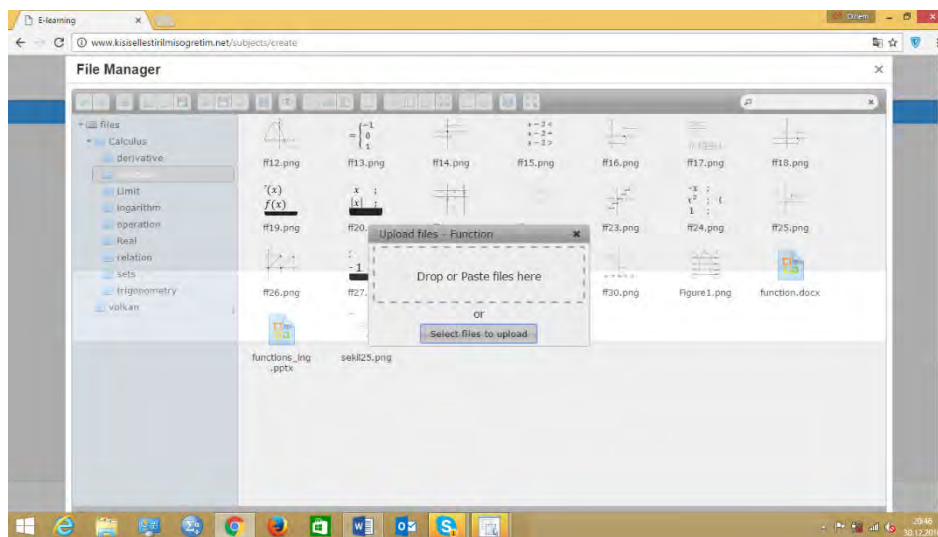 E-learning
Dziem
www.kisisellestirilmisogretim.net/subjects/create
File Manager
files
Calculus
derivative
Limit
logarithm
operation
Real
relation
sets
trigonometry
volkan
ff12.png ff13.png ff14.png ff15.png ff16.png ff17.png ff18.png
ff19.png ff20. ff23.png ff24.png ff25.png
ff26.png ff27. ff30.png Figure1.png function.docx
functions_ing sekil25.png
.pptx
Upload files - Function
Drop or Paste files here
or
Select files to upload
20:46